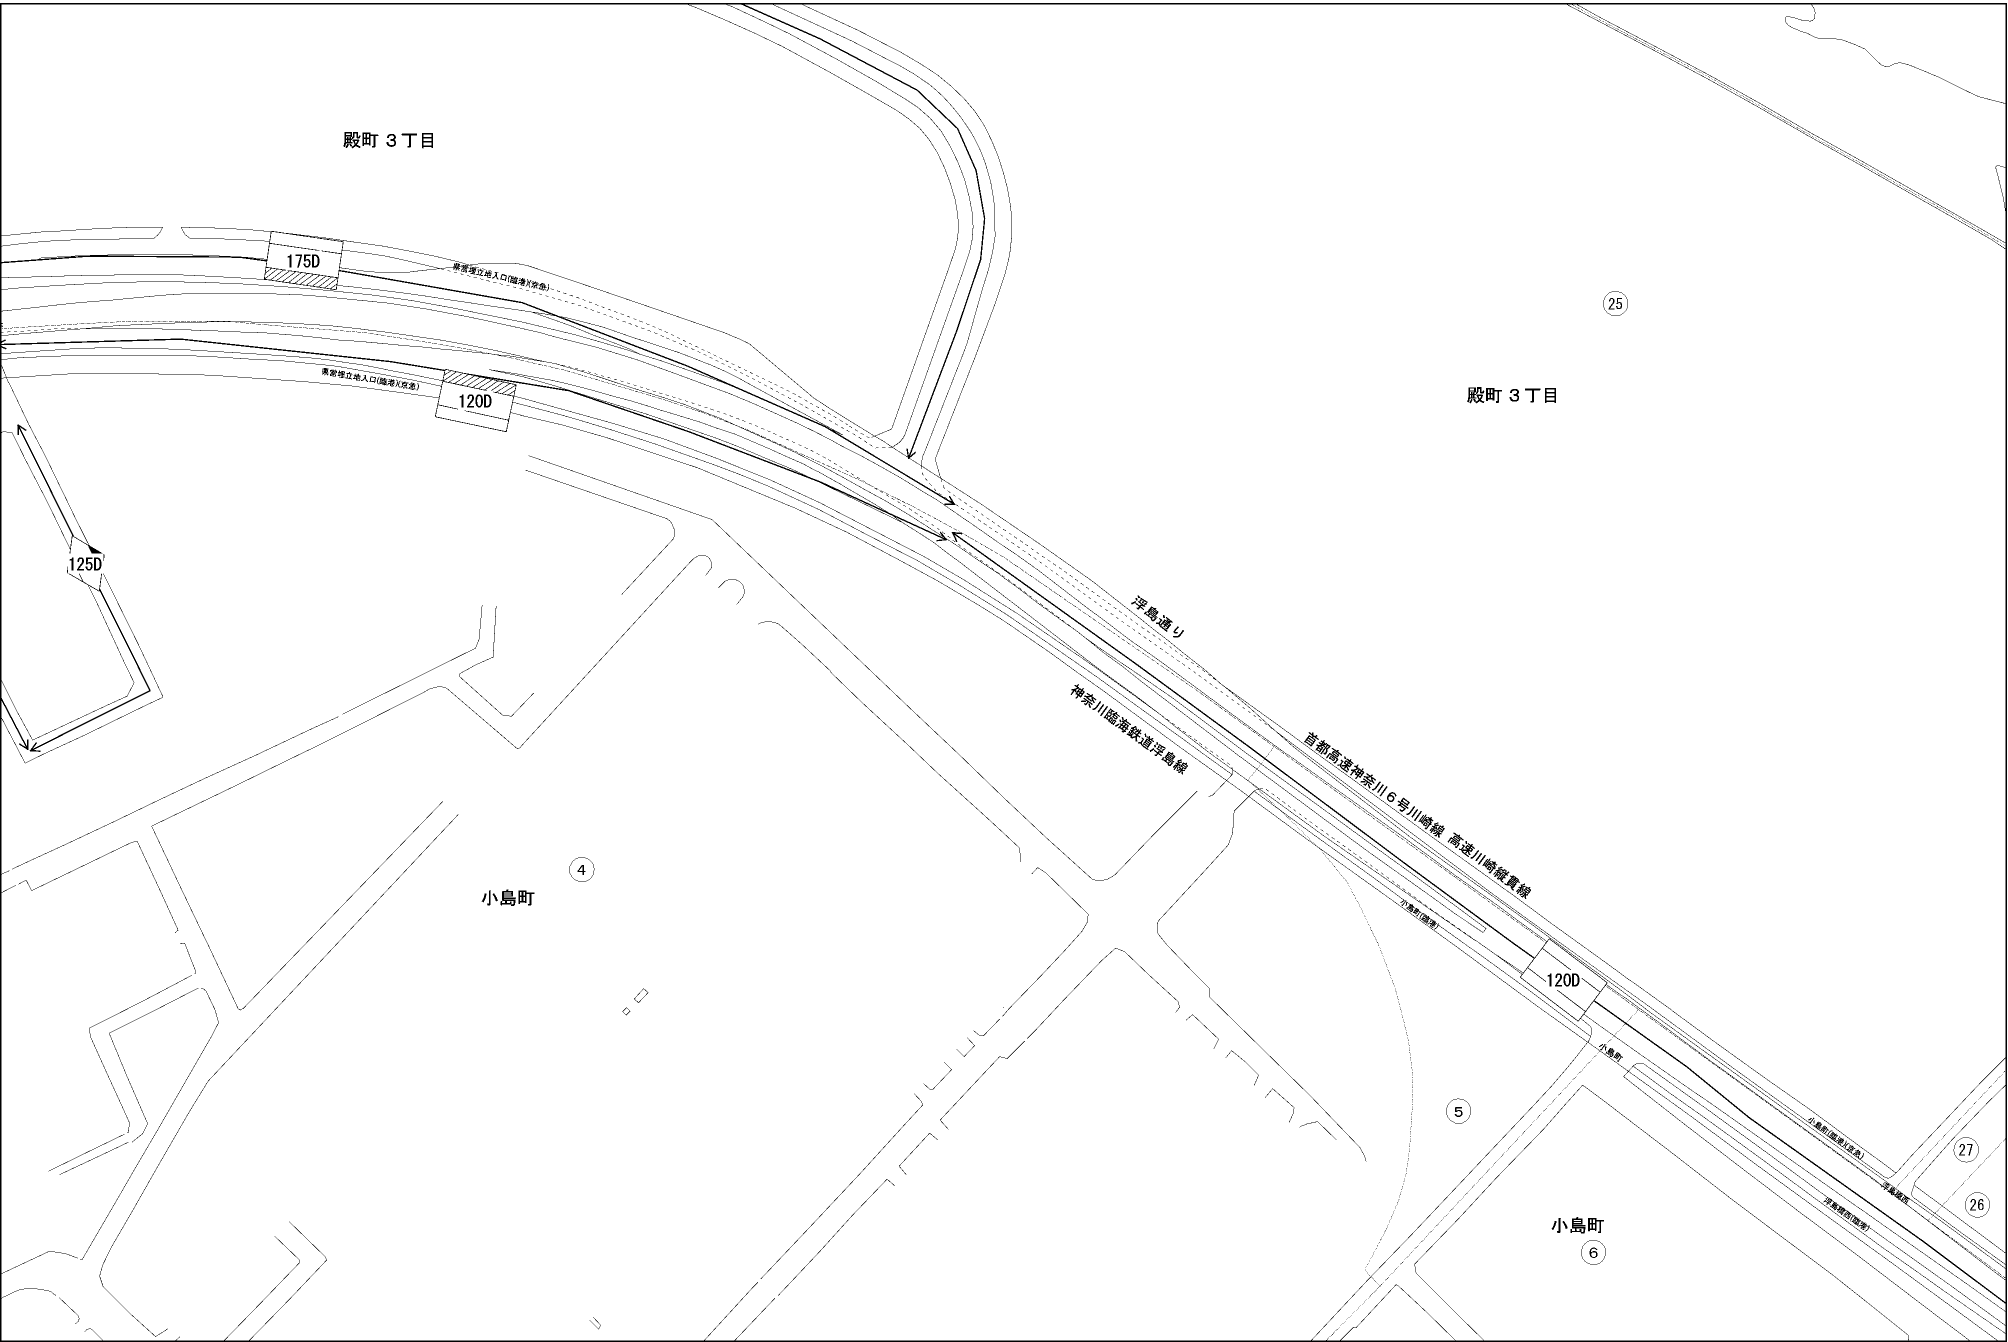 殿町３丁目
175D
県営埋立地入口(臨港)(京急)
25
県営埋立地入口(臨港)(京急)
120D
殿町３丁目
125D
浮島通り
神奈川臨海鉄道浮島線
首都高速神奈川６号川崎線 高速川崎縦貫線
4
小島町
小島町(臨港)
120D
小島町
5
小島町(臨港)(京急)
27
浮島橋西
26
浮島橋西(臨港)
小島町
6